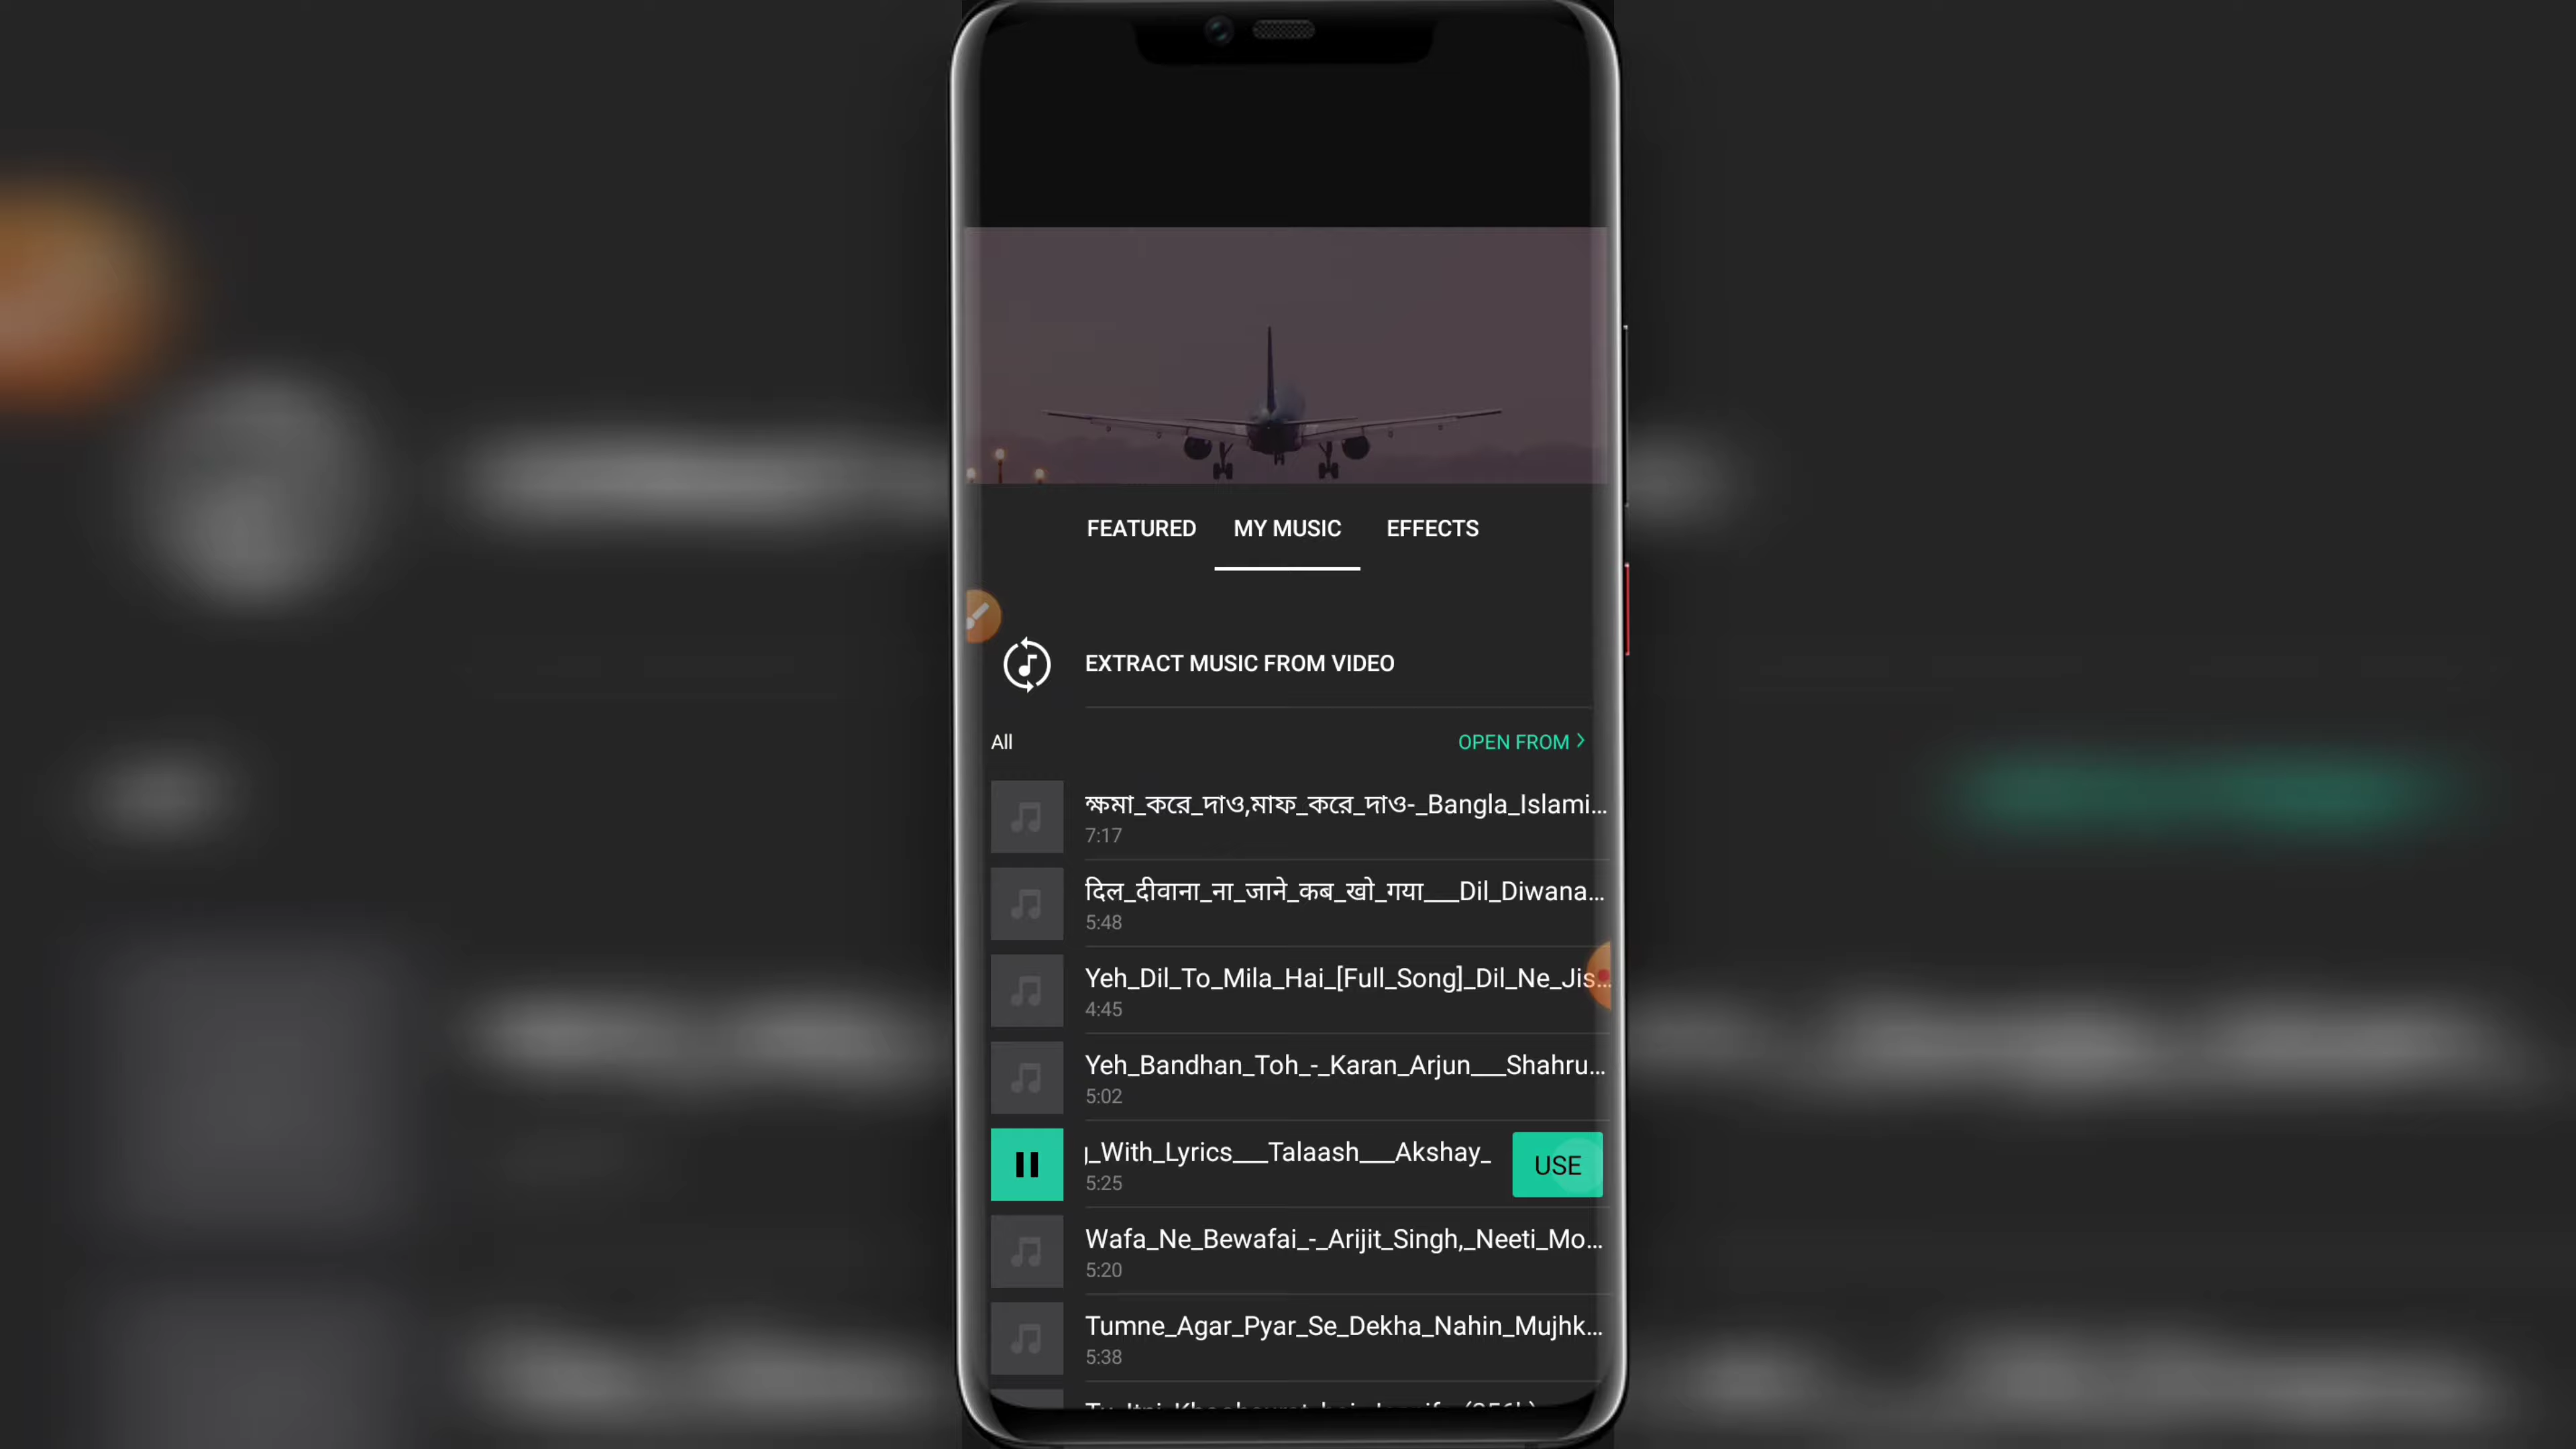 FEATURED MY MUSIC EFFECTS
EXTRACT MUSIC FROM VIDEO
All OPEN FROM >
ক্ষমা_করে_দাও,মাফ_করে_দাও-_Bangla_Islami...
7:17
दिल_दीवाना_ना_जाने_कब_खो_गया___Dil_Diwana...
5:48
Yeh_Dil_To_Mila_Hai_[Full_Song]_Dil_Ne_Jis...
4:45
Yeh_Bandhan_Toh_-_Karan_Arjun___Shahru...
5:02
_With_Lyrics___Talaash___Akshay_
5:25
USE
Wafa_Ne_Bewafai_-_Arijit_Singh,_Neeti_Mo...
5:20
Tumne_Agar_Pyar_Se_Dekha_Nahin_Mujhk...
5:38